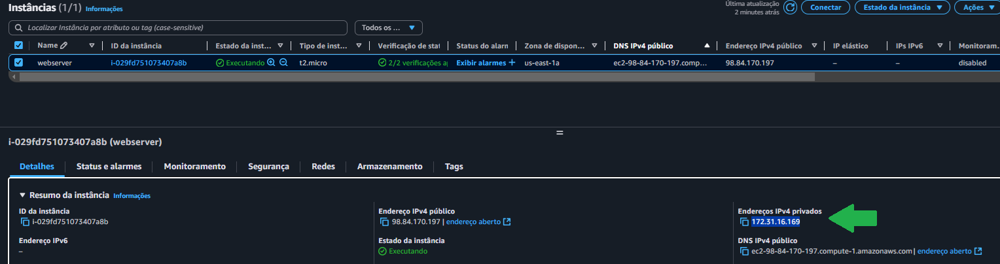 Instâncias (1/1) Informações
Última atualização
2 minutes atrás
Conectar
Estado da instância
Ações
Localizar Instância por atributo ou tag (case-sensitive)
Todos os ...
Name ID da instância Estado da inst... Tipo de inst... Verificação de stat Status do alarn Zona de dispon... DNS IPv4 público Endereço IPv4 público IP elástico IPs IPv6 Monitoram...
webserver i-029fd751073407a8b Executando t2.micro 2/2 verificações a Exibir alarmes + us-east-1a ec2-98-84-170-197.comp... 98.84.170.197 – – disabled
i-029fd751073407a8b (webserver)
Detalhes Status e alarmes Monitoramento Segurança Redes Armazenamento Tags
Resumo da instância Informações
ID da instância
i-029fd751073407a8b
Endereço IPv4 público
98.84.170.197 | endereço aberto
Endereços IPv4 privados
172.31.16.169
Endereço IPv6
–
Estado da instância
Executando
DNS IPv4 público
ec2-98-84-170-197.compute-1.amazonaws.com | endereço aberto